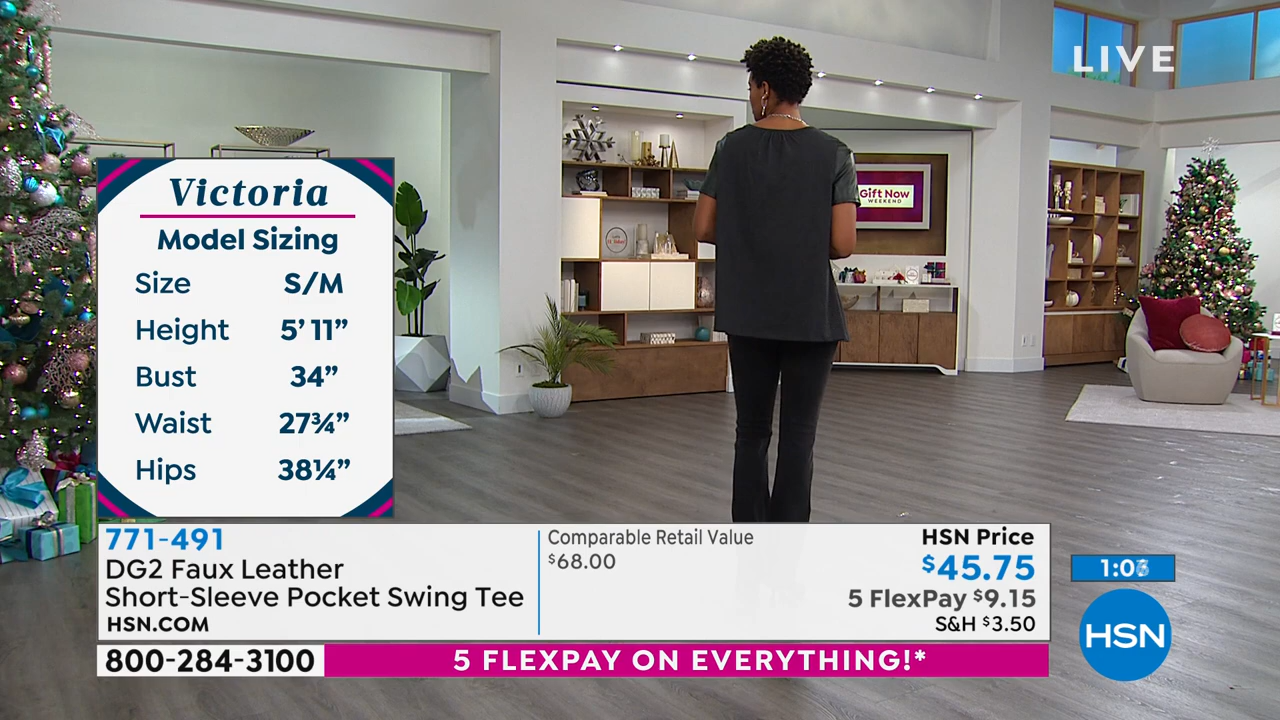 LIVE
Victoria
Model Sizing
Size S/M
Height 5' 11"
Bust 34"
Waist 27¾"
Hips 38¼"
Gift Now
WEEKEND
771-491
DG2 Faux Leather
Short-Sleeve Pocket Swing Tee
HSN.COM
Comparable Retail Value
$68.00
HSN Price
$45.75
5 FlexPay $9.15
S&H $3.50
800-284-3100
5 FLEXPAY ON EVERYTHING!*
HSN